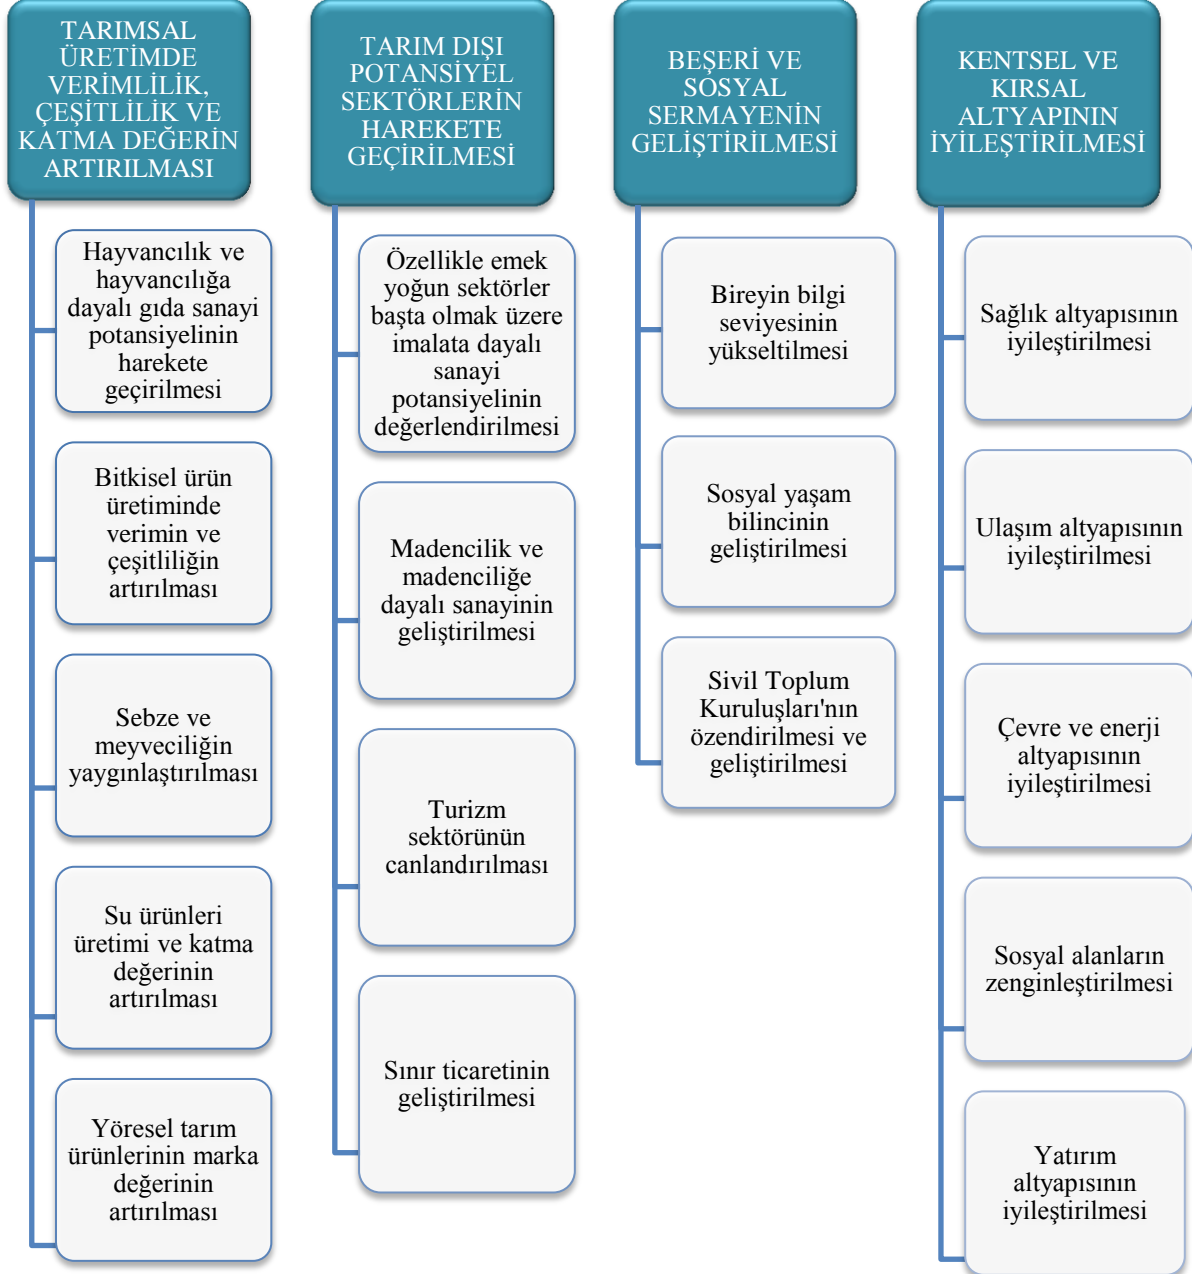 TARIMSAL
ÜRETİMDE
VERİMLİLİK,
ÇEŞİTLİLİK VE
KATMA DEĞERİN
ARTIRILMASI
Hayvancılık ve
hayvancılığa
dayalı gıda sanayi
potansiyelinin
harekete
geçirilmesi
Bitkisel ürün
üretiminde
verimin ve
çeşitliliğin
artırılması
Sebze ve
meyveciliğin
yaygınlaştırılması
Su ürünleri
üretimi ve katma
değerinin
artırılması
Yöresel tarım
ürünlerinin marka
değerinin
artırılması
TARIM DIŞI
POTANSİYEL
SEKTÖRLERİN
HAREKETE
GEÇİRİLMESİ
Özellikle emek
yoğun sektörler
başta olmak üzere
imalata dayalı
sanayi
potansiyelinin
değerlendirilmesi
Madencilik ve
madenciliğe
dayalı sanayinin
geliştirilmesi
Turizm
sektörünün
canlandırılması
Sınır ticaretinin
geliştirilmesi
BEŞERİ VE
SOSYAL
SERMAYENİN
GELİŞTİRİLMESİ
Bireyin bilgi
seviyesinin
yükseltilmesi
Sosyal yaşam
bilincinin
geliştirilmesi
Sivil Toplum
Kuruluşları'nın
özendirilmesi ve
geliştirilmesi
KENTSEL VE
KIRSAL
ALTYAPININ
İYİLEŞTİRİLMESİ
Sağlık altyapısının
iyileştirilmesi
Ulaşım altyapısının
iyileştirilmesi
Çevre ve enerji
altyapısının
iyileştirilmesi
Sosyal alanların
zenginleştirilmesi
Yatırım
altyapısının
iyileştirilmesi